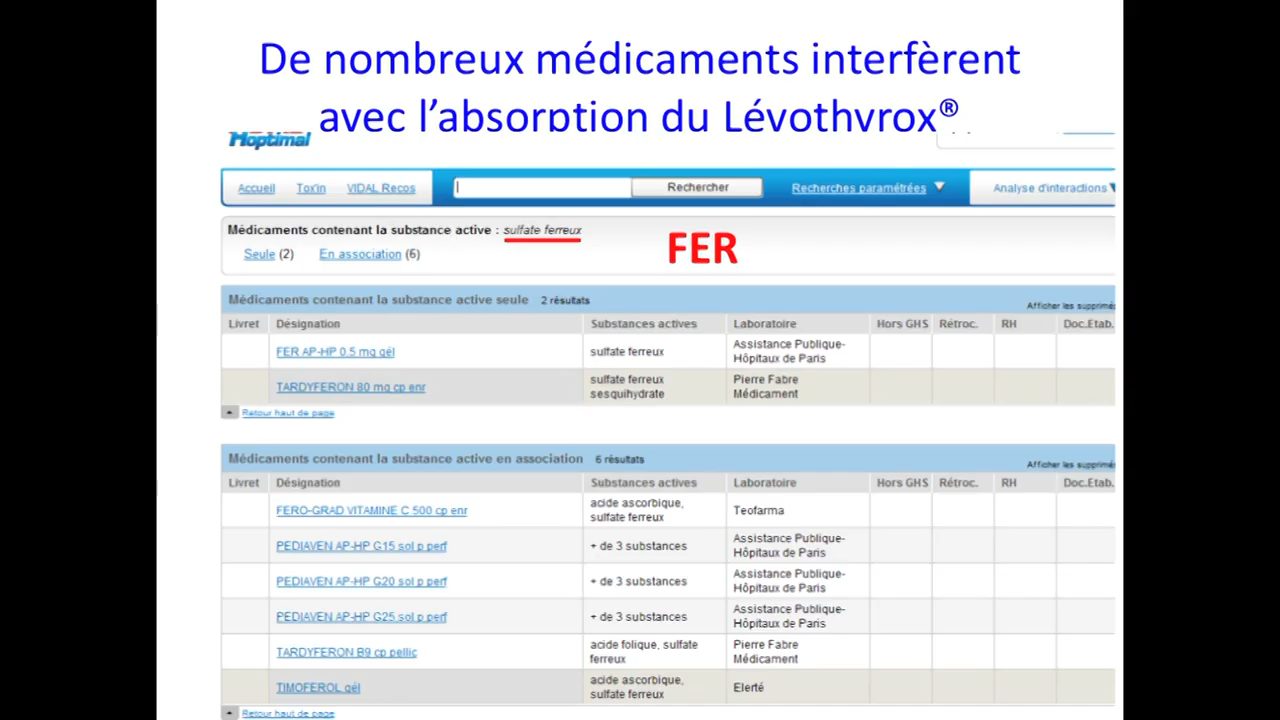 De nombreux médicaments interfèrent
avec l’absorption du Lévothyrox®
Hoptimal
Accueil Tox'in VIDAL Recos Rechercher Recherches paramétrées Analyse d'interactions
Médicaments contenant la substance active : sulfate ferreux
FER
Seule (2) En association (6)
Médicaments contenant la substance active seule 2 résultats
Afficher les supprimé
Livret Désignation Substances actives Laboratoire Hors GHS Rétroc. RH Doc.Etab.
FER AP-HP 0.5 mg gél sulfate ferreux Assistance Publique-
Hôpitaux de Paris
TARDYFERON 80 mg cp enr sulfate ferreux Pierre Fabre
sesquihydrate Médicament
Retour haut de page
Médicaments contenant la substance active en association 6 résultats
Afficher les supprimé
Livret Désignation Substances actives Laboratoire Hors GHS Rétroc. RH Doc.Etab.
FERO-GRAD VITAMINE C 500 cp enr acide ascorbique, Teofarma
sulfate ferreux
PEDIAVEN AP-HP G15 sol p perf + de 3 substances Assistance Publique-
Hôpitaux de Paris
PEDIAVEN AP-HP G20 sol p perf + de 3 substances Assistance Publique-
Hôpitaux de Paris
PEDIAVEN AP-HP G25 sol p perf + de 3 substances Assistance Publique-
Hôpitaux de Paris
TARDYFERON B9 cp pellic acide folique, sulfate Pierre Fabre
ferreux Médicament
TIMOFEROL gél acide ascorbique, Elerté
sulfate ferreux
Retour haut de page